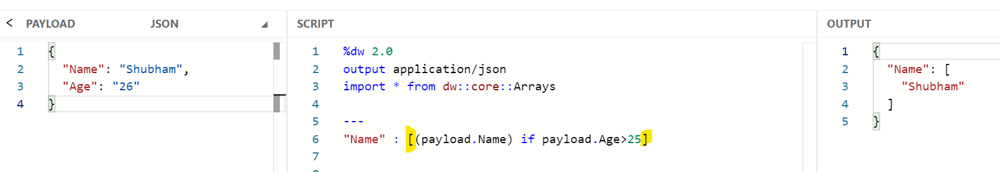 < PAYLOAD JSON
1 {
2 "Name": "Shubham",
3 "Age": "26"
4 }
SCRIPT
1 %dw 2.0
2 output application/json
3 import * from dw::core::Arrays
4
5 ---
6 "Name" : [(payload.Name) if payload.Age>25]
7
OUTPUT
1 {
2 "Name": [
3 "Shubham"
4 ]
5 }